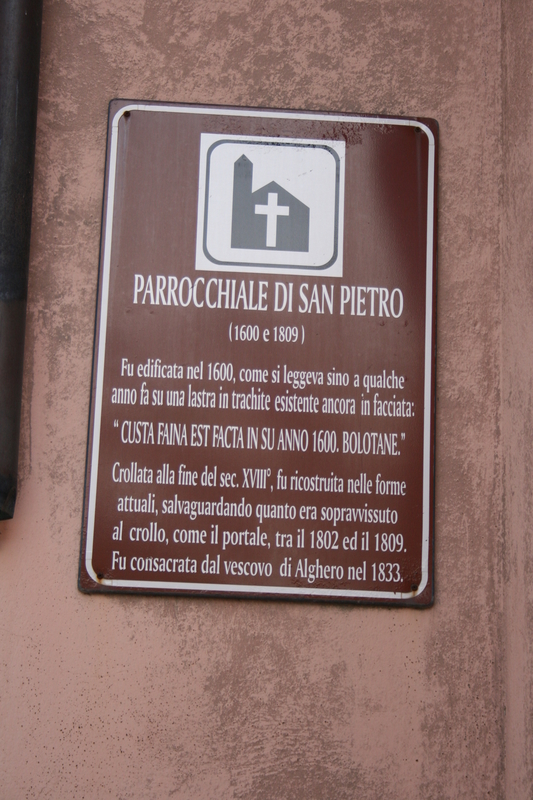 PARROCCHIALE DI SAN PIETRO
(1600 e 1809)
Fu edificata nel 1600, come si leggeva sino a qualche
anno fa su una lastra in trachite esistente ancora in facciata:
“ CUSTA FAINA EST FACTA IN SU ANNO 1600. BOLOTANE.”
Crollata alla fine del sec. XVIII°, fu ricostruita nelle forme
attuali, salvaguardando quanto era sopravvissuto
al crollo, come il portale, tra il 1802 ed il 1809.
Fu consacrata dal vescovo di Alghero nel 1833.